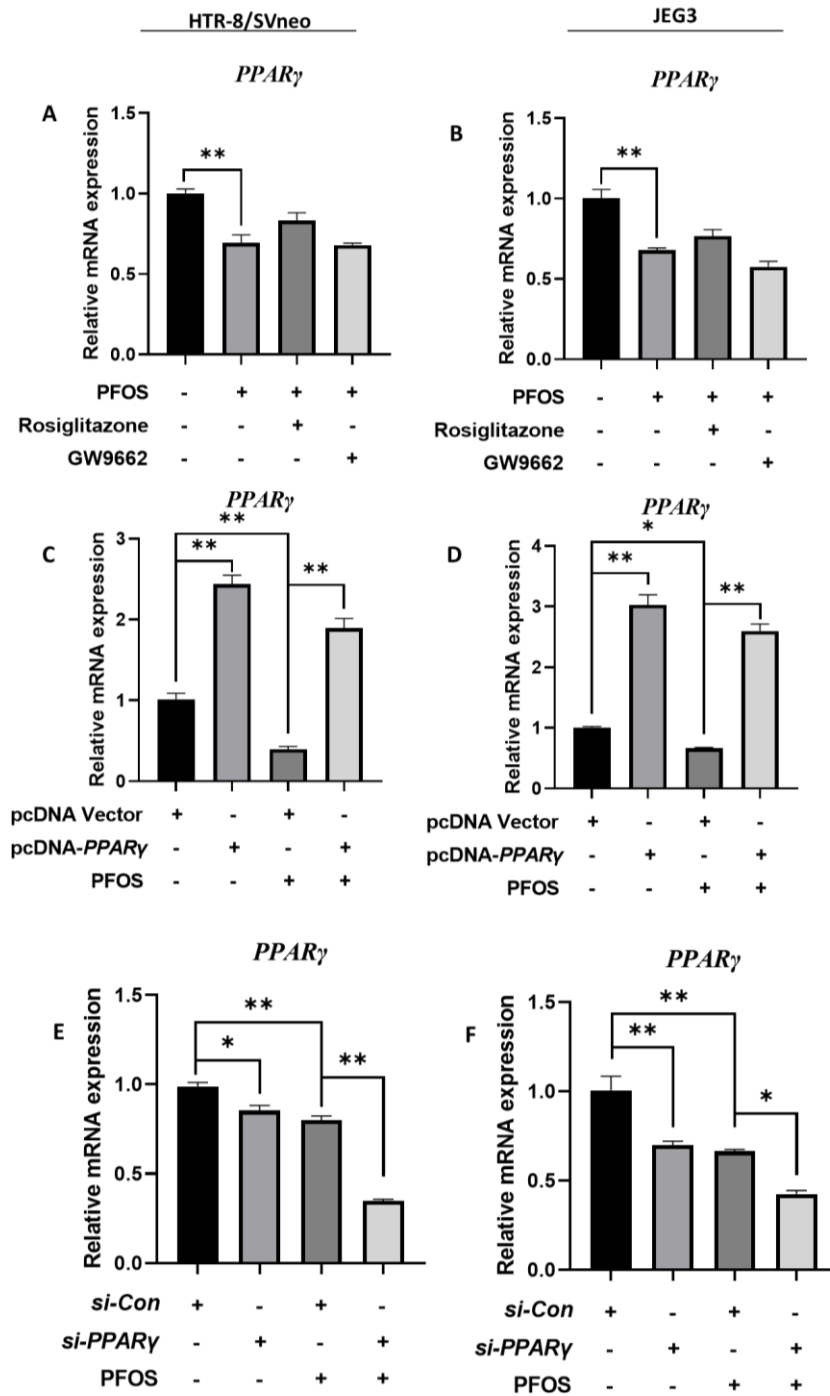 HTR-8/SVneo
JEG3
A
PPARγ
Relative mRNA expression
1.5
1.0
0.5
0.0
**
PFOS - + + +
Rosiglitazone - - + -
GW9662 - - - +
B
PPARγ
Relative mRNA expression
1.5
1.0
0.5
0.0
**
PFOS - + + +
Rosiglitazone - - + -
GW9662 - - - +
C
PPARγ
Relative mRNA expression
3
2
1
0
**
**
**
pcDNA Vector + - + -
pcDNA-PPARγ - + - +
PFOS - - + +
D
PPARγ
Relative mRNA expression
4
3
2
1
0
*
**
**
pcDNA Vector + - + -
pcDNA-PPARγ - + - +
PFOS - - + +
E
PPARγ
Relative mRNA expression
1.5
1.0
0.5
0.0
**
*
**
si-Con + - + -
si-PPARγ - + - +
PFOS - - + +
F
PPARγ
Relative mRNA expression
1.5
1.0
0.5
0.0
**
**
*
si-Con + - + -
si-PPARγ - + - +
PFOS - - + +